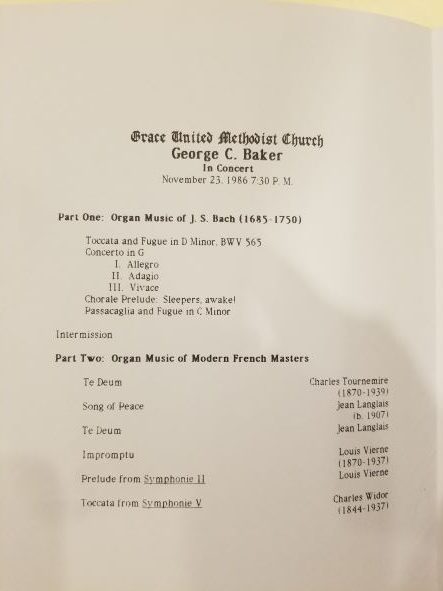 Grace United Methodist Church
George C. Baker
In Concert
November 23, 1986 7:30 P. M.
Part One: Organ Music of J. S. Bach (1685-1750)
Toccata and Fugue in D Minor, BWV 565
Concerto in G
I. Allegro
II. Adagio
III. Vivace
Chorale Prelude: Sleepers, awake!
Passacaglia and Fugue in C Minor
Intermission
Part Two: Organ Music of Modern French Masters
Te Deum Charles Tournemire
(1870-1939)
Song of Peace Jean Langlais
(b. 1907)
Te Deum Jean Langlais
Impromptu Louis Vierne
(1870-1937)
Prelude from Symphonie II Louis Vierne
Toccata from Symphonie V Charles Widor
(1844-1937)